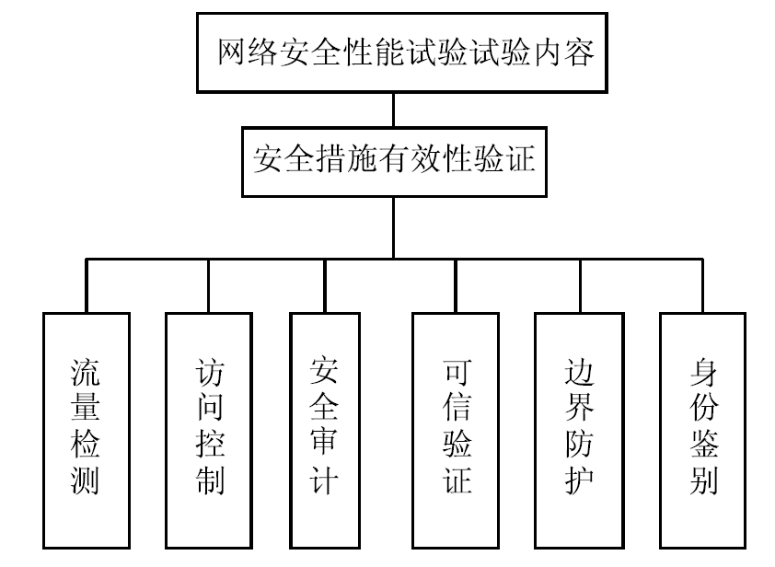 网络安全性能试验试验内容
安全措施有效性验证
流量检测
访问控制
安全审计
可信验证
边界防护
身份鉴别